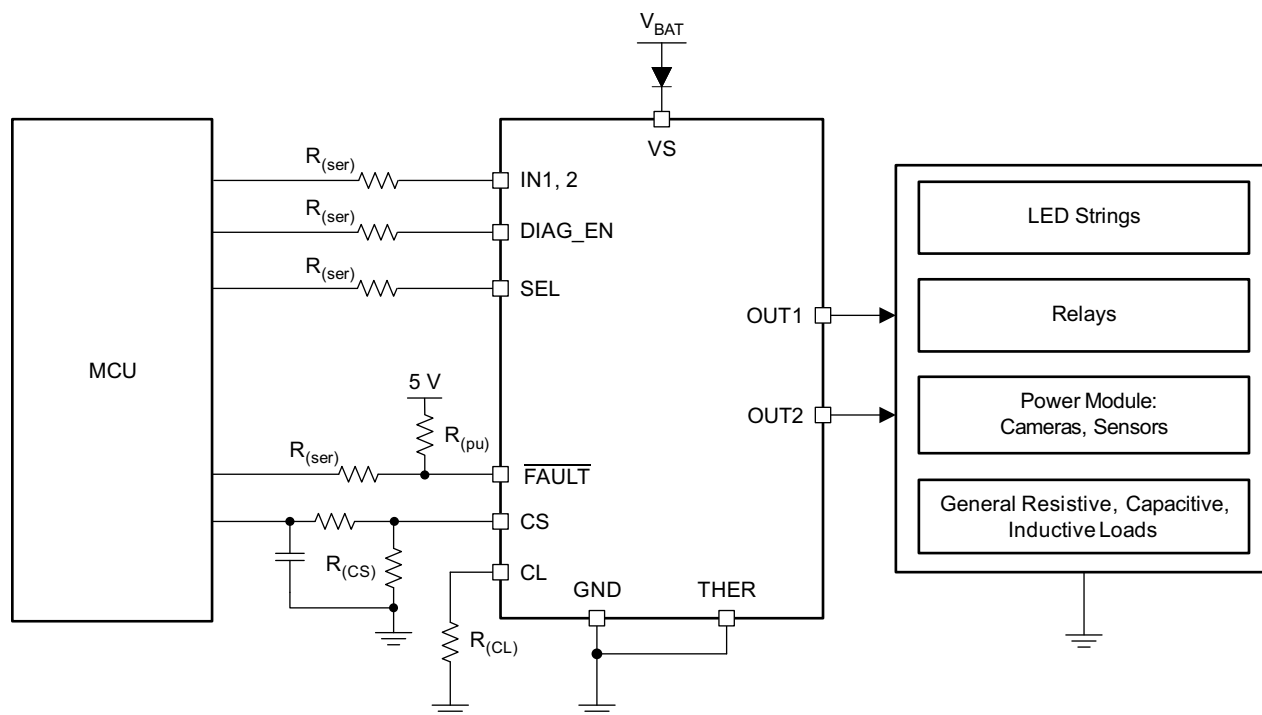 V(BAT)
VS
MCU
R(ser)
IN1, 2
R(ser)
DIAG_EN
R(ser)
SEL
5 V
R(pu)
R(ser)
FAULT
CS
R(CS)
CL
R(CL)
GND
THER
OUT1
OUT2
LED Strings
Relays
Power Module:
Cameras, Sensors
General Resistive, Capacitive,
Inductive Loads